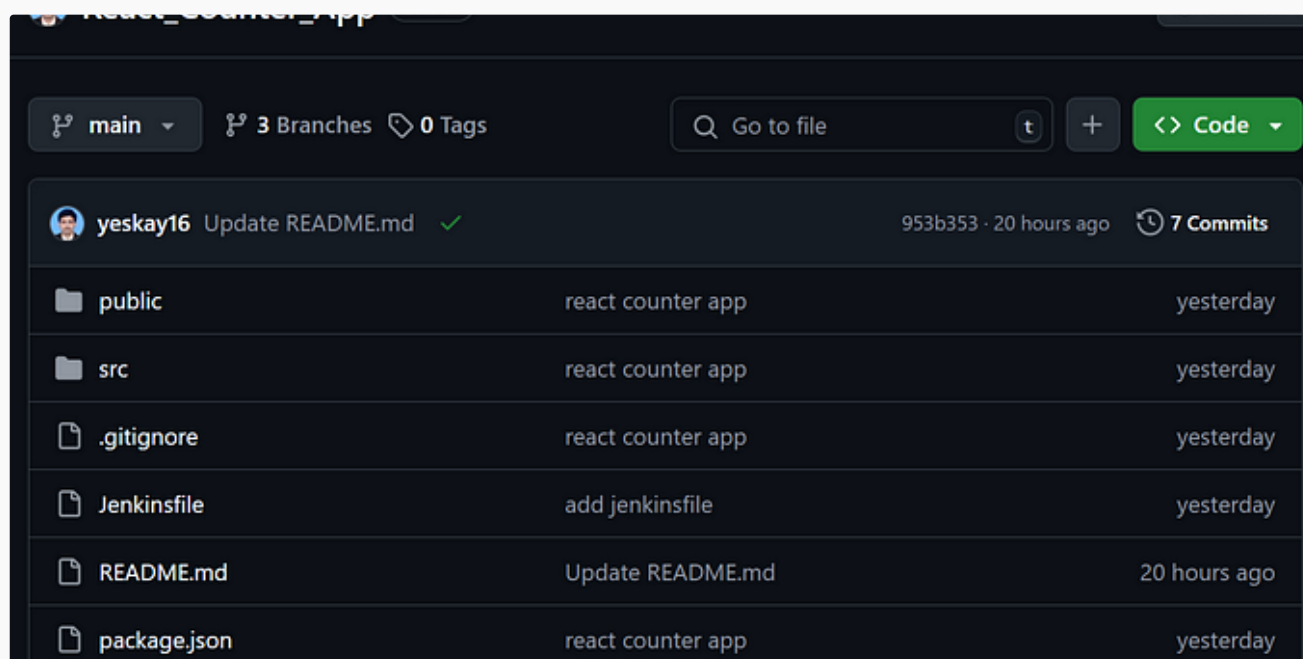 React_Counter_App
main 3 Branches 0 Tags Go to file t Code
yeskay16 Update README.md 953b353 · 20 hours ago 7 Commits
public react counter app yesterday
src react counter app yesterday
.gitignore react counter app yesterday
Jenkinsfile add jenkinsfile yesterday
README.md Update README.md 20 hours ago
package.json react counter app yesterday